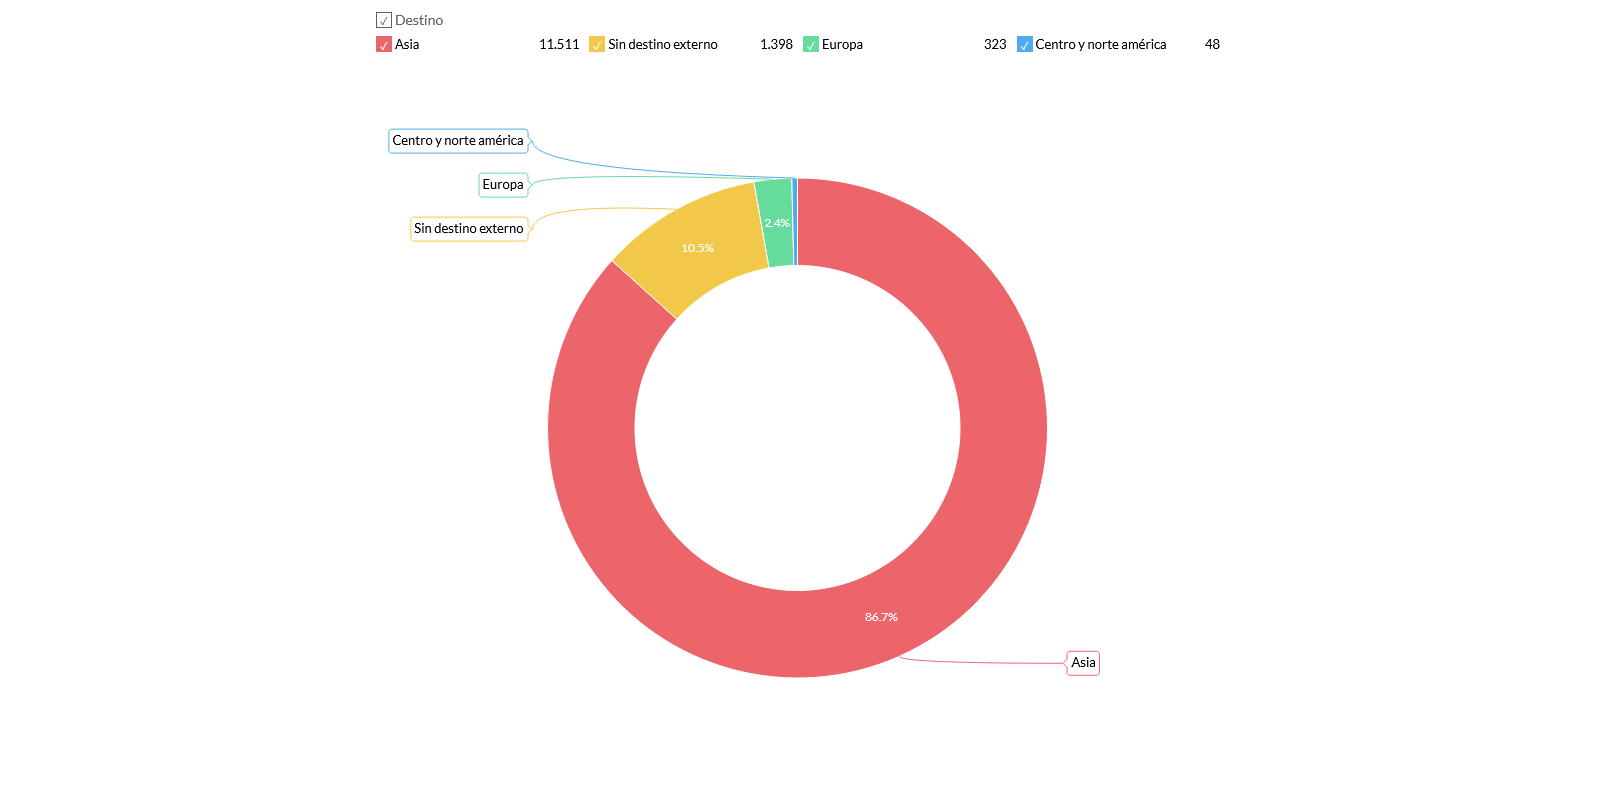 Destino
Asia 11.511 Sin destino externo 1.398 Europa 323 Centro y norte américa 48
Centro y norte américa
Europa
Sin destino externo
2.4%
10.5%
86.7%
Asia